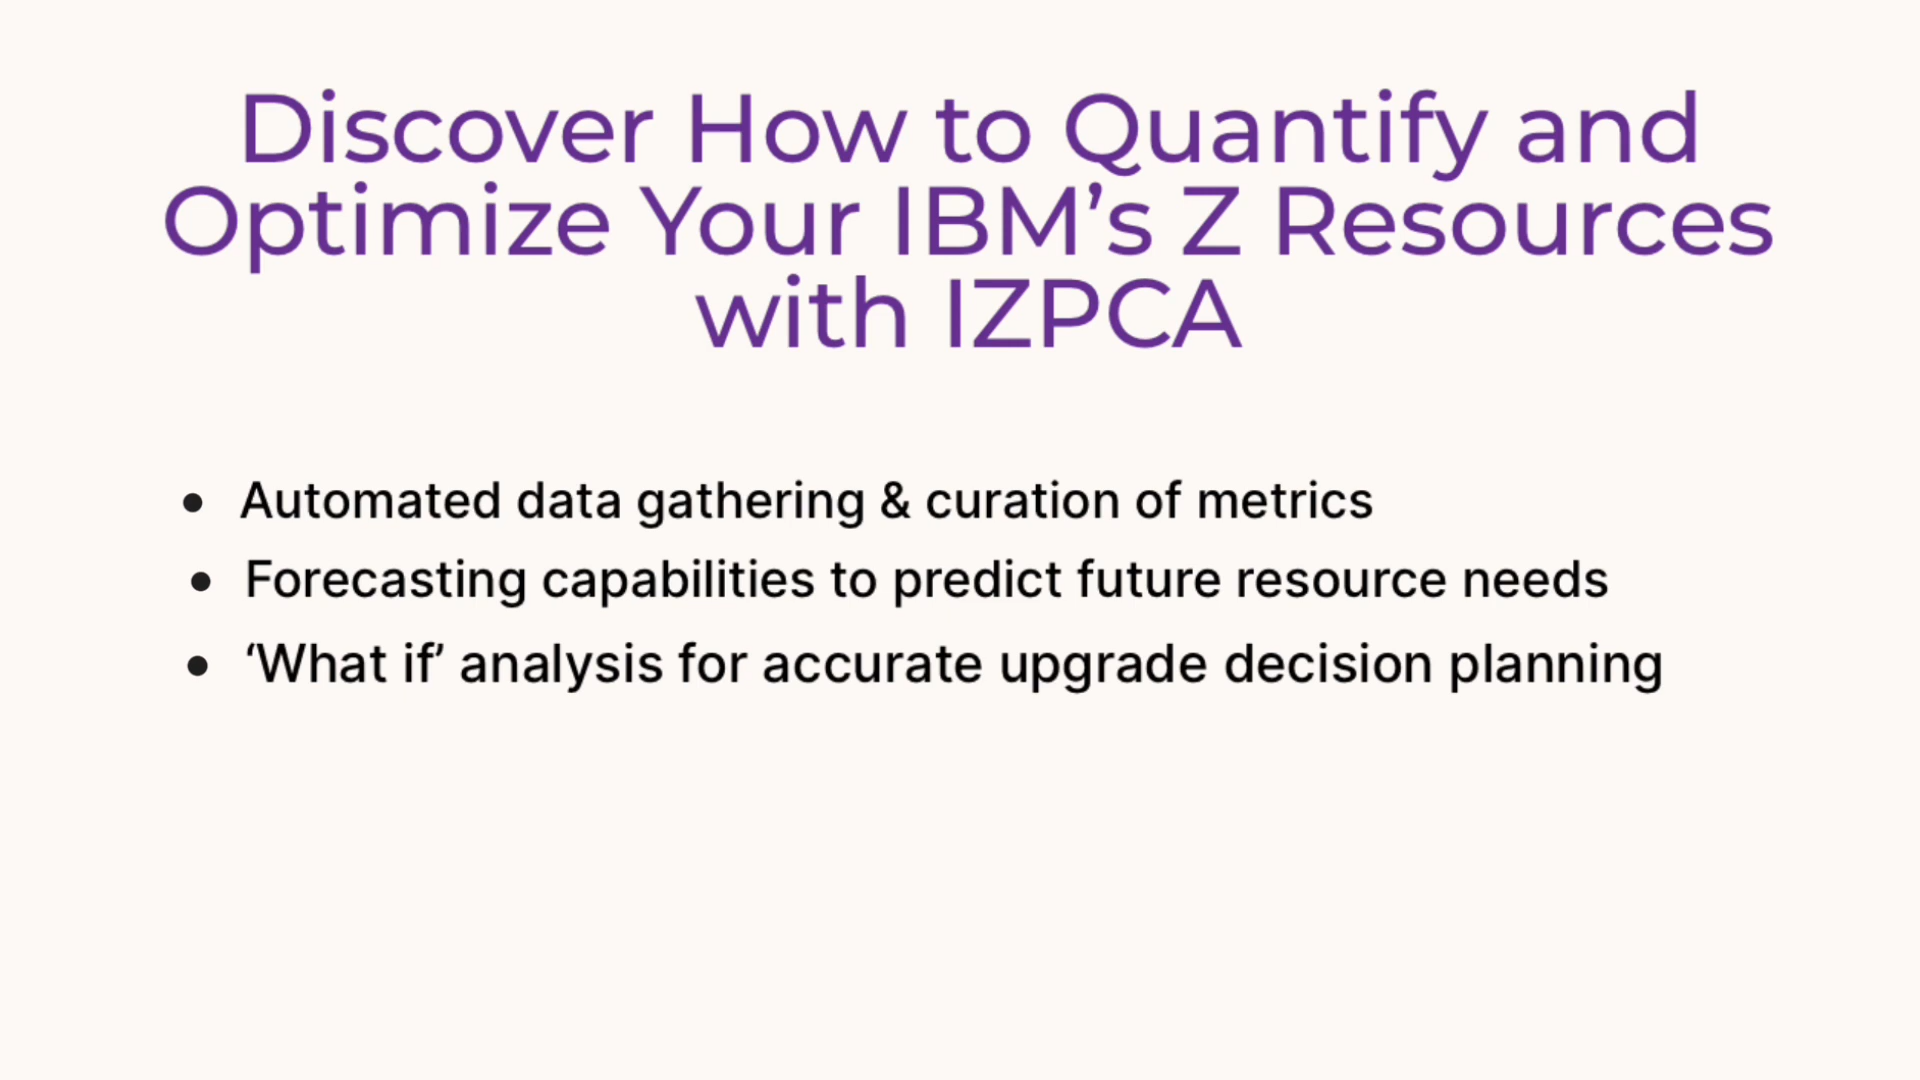 Discover How to Quantify and
Optimize Your IBM’s Z Resources
with IZPCA
• Automated data gathering & curation of metrics
• Forecasting capabilities to predict future resource needs
• ‘What if’ analysis for accurate upgrade decision planning